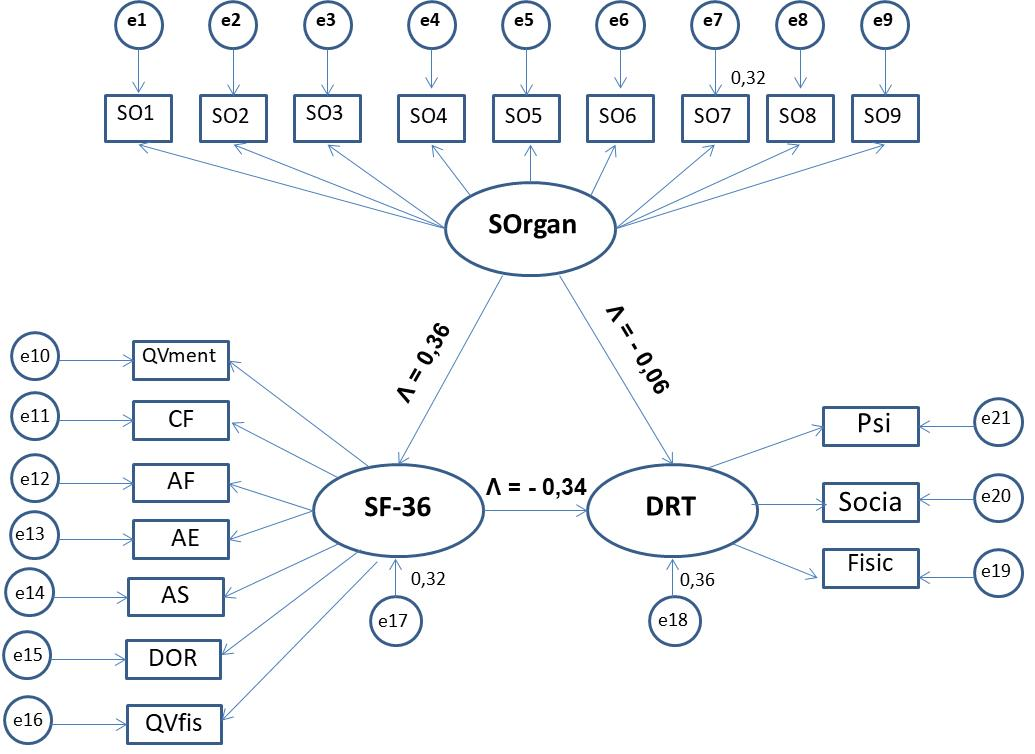 e1 e2 e3 e4 e5 e6 e7 e8 e9
0,32
SO1 SO2 SO3 SO4 SO5 SO6 SO7 SO8 SO9
SOrgan
Λ = 0,36
Λ = - 0,06
e10 QVment
e11 CF
e12 AF
e13 AE
e14 AS
e15 DOR
e16 QVfis
SF-36
Λ = - 0,34
DRT
0,32
e17
0,36
e18
Psi e21
Socia e20
Fisic e19